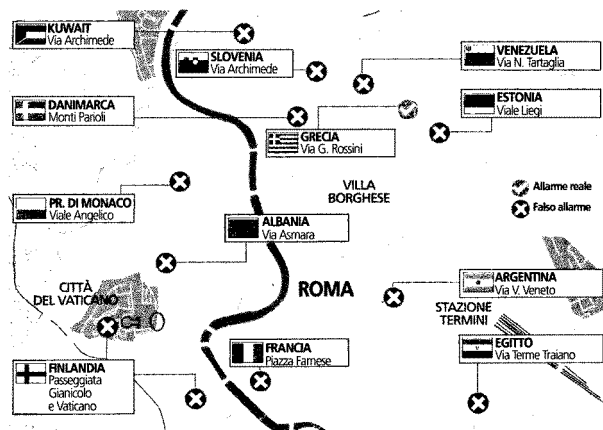 KUWAIT
Via Archimede
SLOVENIA
Via Archimede
VENEZUELA
Via N. Tartaglia
DANIMARCA
Monti Parioli
ESTONIA
Viale Liegi
GRECIA
Via G. Rossini
VILLA
BORGHESE
Allarme reale
Falso allarme
PR. DI MONACO
Viale Angelico
ALBANIA
Via Asmara
CITTÀ
DEL VATICANO
ROMA
ARGENTINA
Via V. Veneto
STAZIONE
TERMINI
FRANCIA
Piazza Farnese
EGITTO
Via Terme Traiano
FINLANDIA
Passeggiata
Gianicolo
e Vaticano